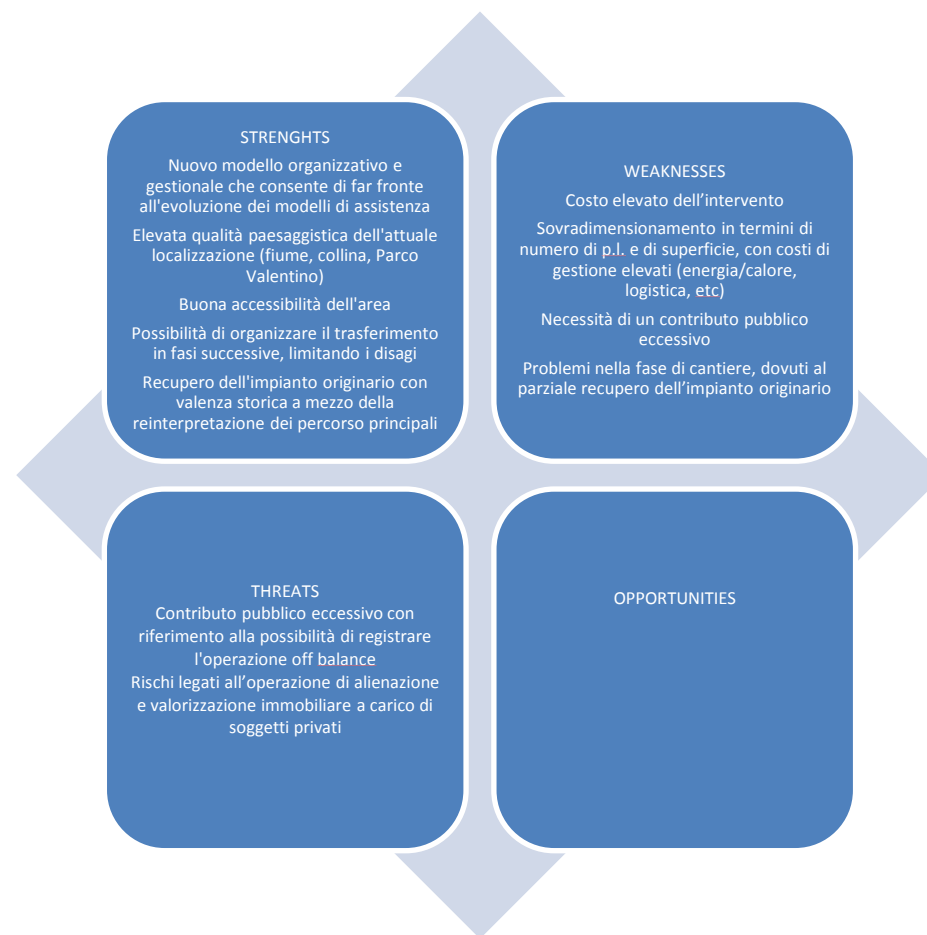 STRENGHTS
Nuovo modello organizzativo e
gestionale che consente di far fronte
all'evoluzione dei modelli di assistenza
Elevata qualità paesaggistica dell'attuale
localizzazione (fiume, collina, Parco
Valentino)
Buona accessibilità dell'area
Possibilità di organizzare il trasferimento
in fasi successive, limitando i disagi
Recupero dell'impianto originario con
valenza storica a mezzo della
reinterpretazione dei percorso principali
WEAKNESSES
Costo elevato dell’intervento
Sovradimensionamento in termini di
numero di p.l. e di superficie, con costi di
gestione elevati (energia/calore,
logistica, etc)
Necessità di un contributo pubblico
eccessivo
Problemi nella fase di cantiere, dovuti al
parziale recupero dell’impianto originario
THREATS
Contributo pubblico eccessivo con
riferimento alla possibilità di registrare
l'operazione off balance
Rischi legati all’operazione di alienazione
e valorizzazione immobiliare a carico di
soggetti privati
OPPORTUNITIES